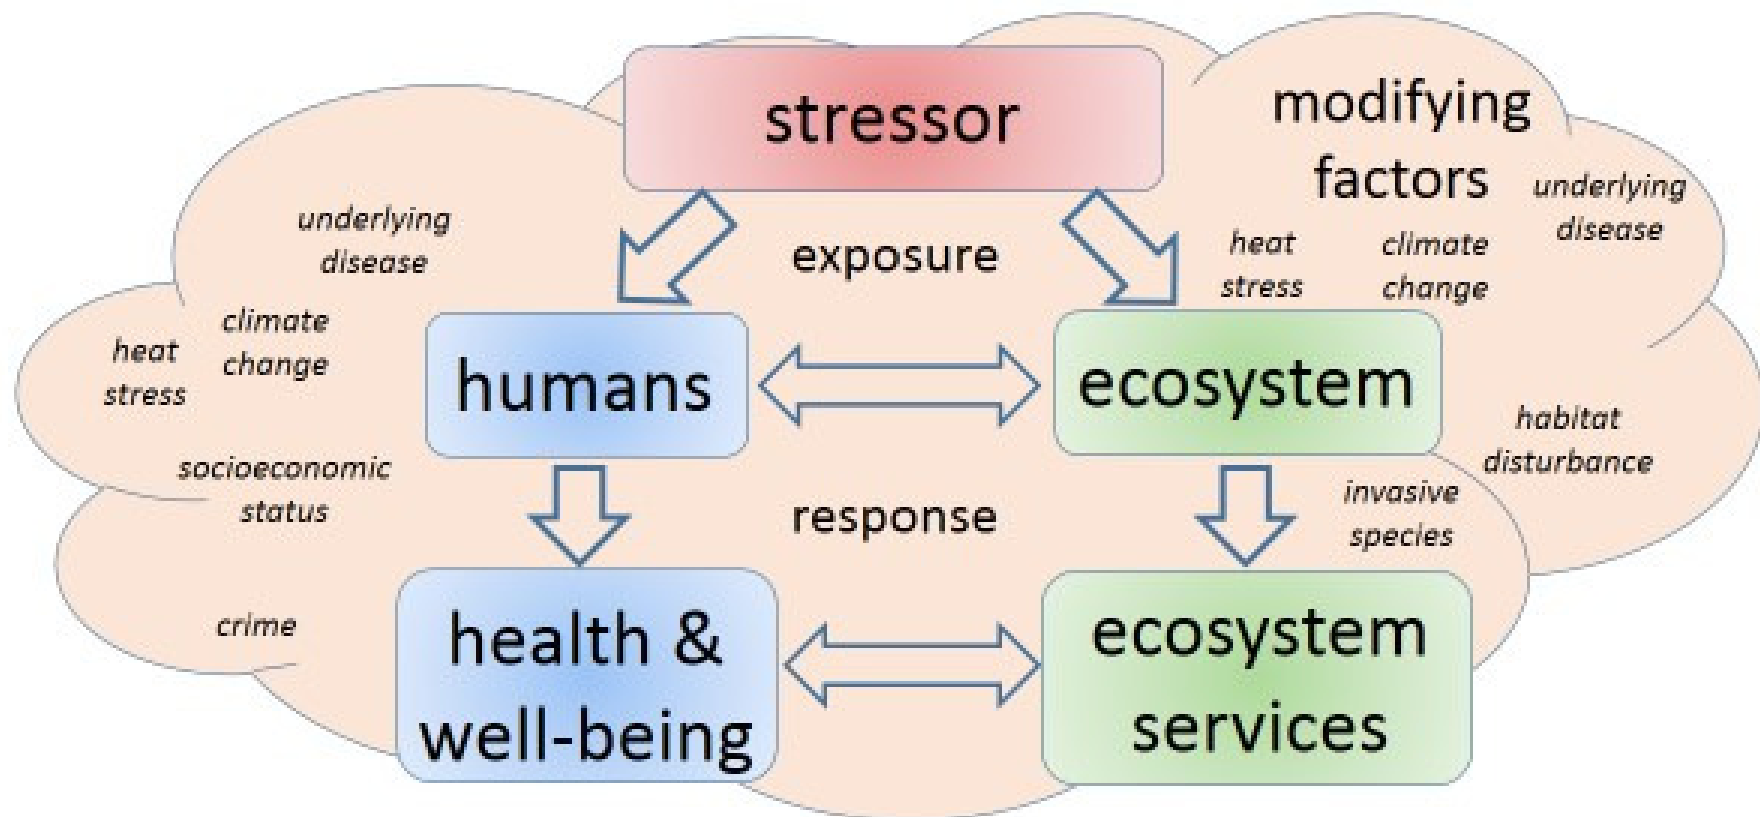 stressor
modifying
factors
underlying
disease
heat
stress
climate
change
underlying
disease
exposure
climate
change
heat
stress
humans
ecosystem
habitat
disturbance
socioeconomic
status
response
invasive
species
crime
health &
well-being
ecosystem
services